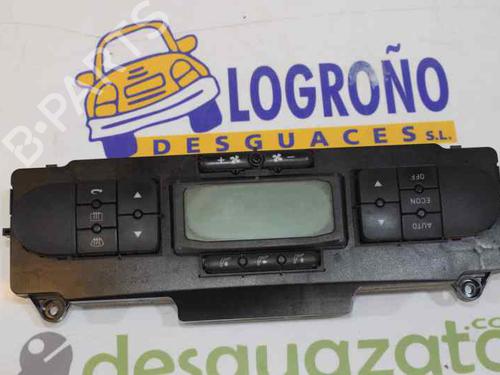 B-PARTS
LOGROÑO
DESGUACES S.L.
+
-
OFF
ECON
AUTO
desguazato
.co